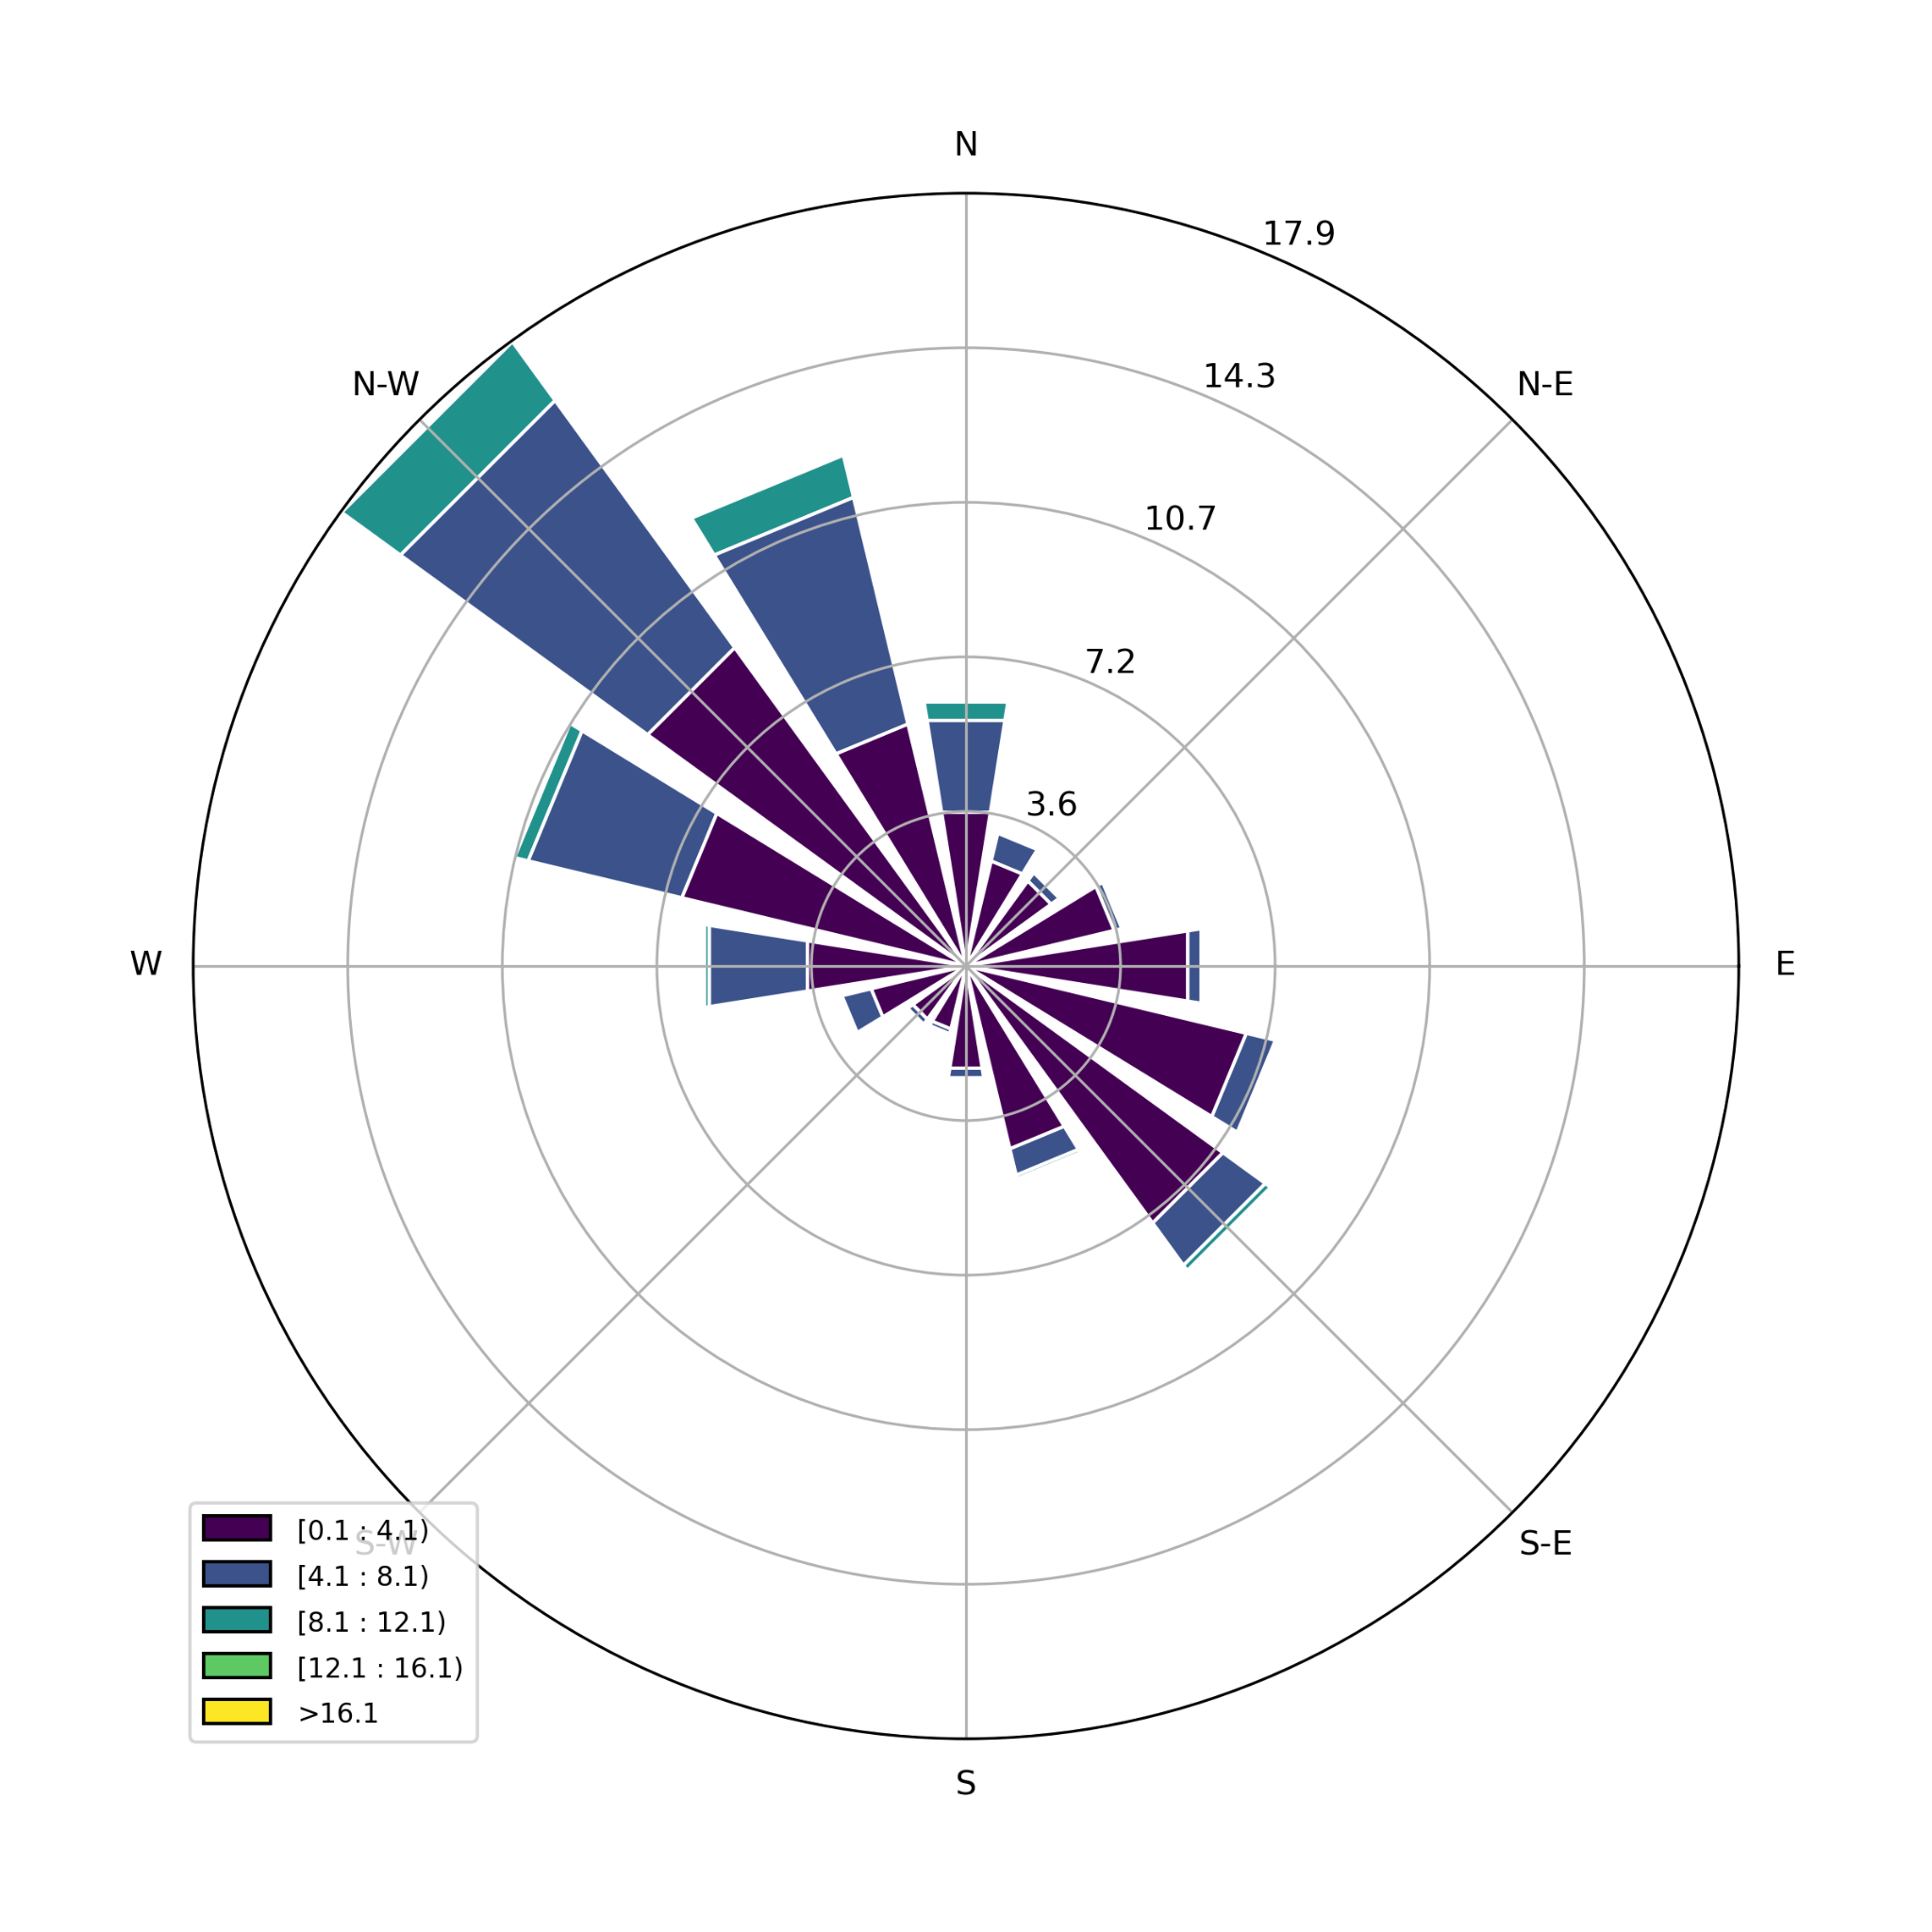 N
17.9
14.3
N-W
N-E
10.7
7.2
3.6
W
E
[0.1 : 4.1)
S-W
S-E
[4.1 : 8.1)
[8.1 : 12.1)
[12.1 : 16.1)
>16.1
S